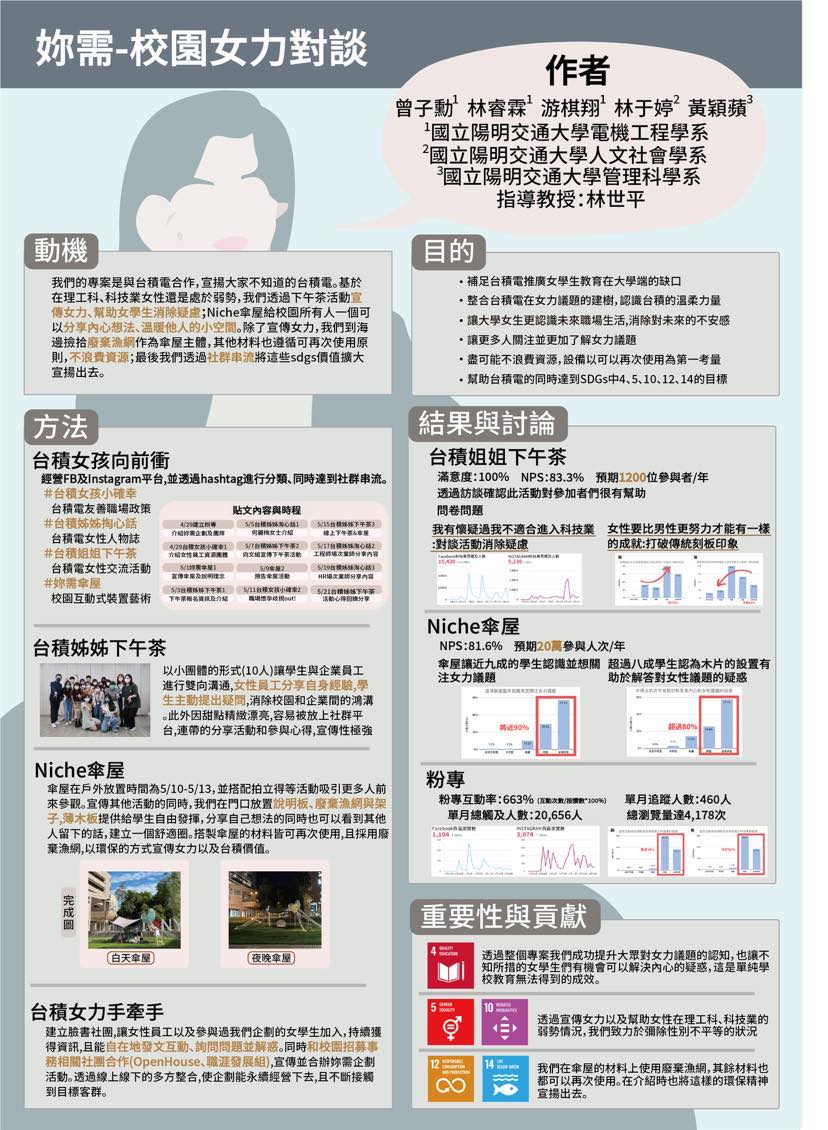 妳需-校園女力對談
作者
曾子勳1 林睿霖1 游棋翔1 林于婷2 黃穎蘋3
1國立陽明交通大學電機工程學系
2國立陽明交通大學人文社會學系
3國立陽明交通大學管理科學系
指導教授：林世平
動機
我們的專案是與台積電合作，宣揚大家不知道的台積電。基於
在理工科、科技業女性還是處於弱勢，我們透過下午茶活動宣
傳女力、幫助女學生消除疑慮；Niche傘屋給校園所有人一個可
以分享內心想法、溫暖他人的小空間。除了宣傳女力，我們到海
邊撿拾廢棄漁網作為傘屋主體，其他材料也遵循可再次使用原
則，不浪費資源；最後我們透過社群串流將這些sdgs價值擴大
宣揚出去。
目的
・補足台積電推廣女學生教育在大學端的缺口
・整合台積電在女力議題的建樹，認識台積的溫柔力量
・讓大學女生更認識未來職場生活，消除對未來的不安感
・讓更多人關注並更加了解女力議題
・盡可能不浪費資源，設備以可以再次使用為第一考量
・幫助台積電的同時達到SDGs中4、5、10、12、14的目標
方法
台積女孩向前衝
經營FB及Instagram平台，並透過hashtag進行分類、同時達到社群串流。
#台積女孩小確幸
台積電友善職場政策
#台積姊姊掏心話
台積電女性人物誌
#台積姐姐下午茶
台積電女性交流活動
#妳需傘屋
校園互動式裝置藝術
貼文內容與時程
4/29建立粉專 5/5台積姊姊淘心話1 5/15台積姊姊下午茶3
介紹妳需企劃及團隊 何麗梅女士介紹 線上下午茶&傘屋
4/29台積女孩小確幸1 5/7台積姊姊下午茶2 5/17台積姊姊淘心話2
介紹女性員工資源團體 向文組宣傳下午茶活動 工程師場次業師分享內容
5/1妳需傘屋1 5/9傘屋2 5/19台積姊姊淘心話3
宣傳傘屋及說明理念 預告傘屋活動 HR場次業師分享內容
5/3台積姊姊下午茶1 5/11台積女孩小確幸2 5/21台積姊姊下午茶
下午茶報名資訊及介紹 職場懷孕歧視out! 活動心得回饋分享
台積姊姊下午茶
以小團體的形式(10人)讓學生與企業員工
進行雙向溝通，女性員工分享自身經驗，學
生主動提出疑問，消除校園和企業間的鴻溝
。此外因甜點精緻漂亮，容易被放上社群平
台，連帶的分享活動和參與心得，宣傳性極強
Niche傘屋
傘屋在戶外放置時間為5/10-5/13，並搭配拍立得等活動吸引更多人前
來參觀。宣傳其他活動的同時，我們在門口放置說明板、廢棄漁網與架
子，薄木板提供給學生自由發揮，分享自己想法的同時也可以看到其他
人留下的話，建立一個舒適圈。搭製傘屋的材料皆可再次使用，且採用廢
棄漁網，以環保的方式宣傳女力以及台積價值。
完成圖
白天傘屋
夜晚傘屋
台積女力手牽手
建立臉書社團，讓女性員工以及參與過我們企劃的女學生加入，持續獲
得資訊，且能自在地發文互動、詢問問題並解惑。同時和校園招募事
務相關社團合作(OpenHouse、職涯發展組)，宣傳並合辦妳需企劃
活動。透過線上線下的多方整合，使企劃能永續經營下去，且不斷接觸
到目標客群。
結果與討論
台積姐姐下午茶
滿意度：100% NPS:83.3% 預期1200位參與者/年
透過訪談確認此活動對參加者們很有幫助
問卷問題
我有懷疑過我不適合進入科技業
:對談活動消除疑慮
女性要比男性更努力才能有一樣
的成就:打破傳統刻板印象
Facebook粉絲專頁觸及人數
15,420
INSTAGRAM觸及人數
5,236
Niche傘屋
NPS:81.6% 預期20萬參與人次/年
傘屋讓近九成的學生認識並想關
注女力議題
超過八成學生認為木片的設置有
助於解答對女性議題的疑惑
將近90%
超過80%
粉專
粉專互動率：663% (互動次數/按讚數*100%)
單月總觸及人數：20,656人
單月追蹤人數：460人
總瀏覽量達4,178次
Facebook頁面瀏覽數
1,104
INSTAGRAM頁面瀏覽數
3,074
重要性與貢獻
4 QUALITY EDUCATION
透過整個專案我們成功提升大眾對女力議題的認知，也讓不
知所措的女學生們有機會可以解決內心的疑惑，這是單純學
校教育無法得到的成效。
5 GENDER EQUALITY
10 REDUCED INEQUALITIES
透過宣傳女力以及幫助女性在理工科、科技業的
弱勢情況，我們致力於彌除性別不平等的狀況
12 RESPONSIBLE CONSUMPTION AND PRODUCTION
14 LIFE BELOW WATER
我們在傘屋的材料上使用廢棄漁網，其餘材料也
都可以再次使用。在介紹時也將這樣的環保精神
宣揚出去。